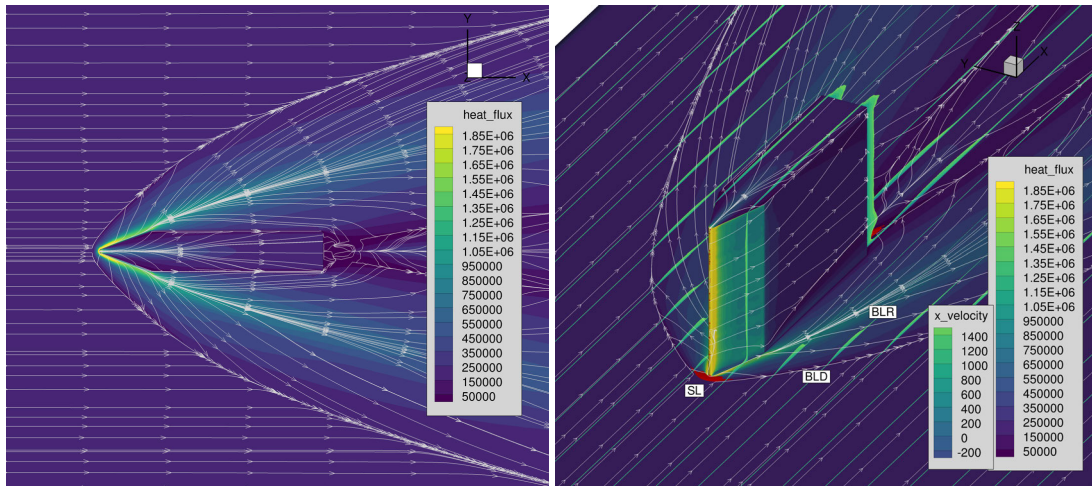 Y
X
heat_flux
1.85E+06
1.75E+06
1.65E+06
1.55E+06
1.45E+06
1.35E+06
1.25E+06
1.15E+06
1.05E+06
950000
850000
750000
650000
550000
450000
350000
250000
150000
50000
Z
Y
X
heat_flux
1.85E+06
1.75E+06
1.65E+06
1.55E+06
1.45E+06
1.35E+06
1.25E+06
1.15E+06
1.05E+06
950000
850000
750000
650000
550000
450000
350000
250000
150000
50000
x_velocity
1400
1200
1000
800
600
400
200
0
-200
BLR
BLD
SL